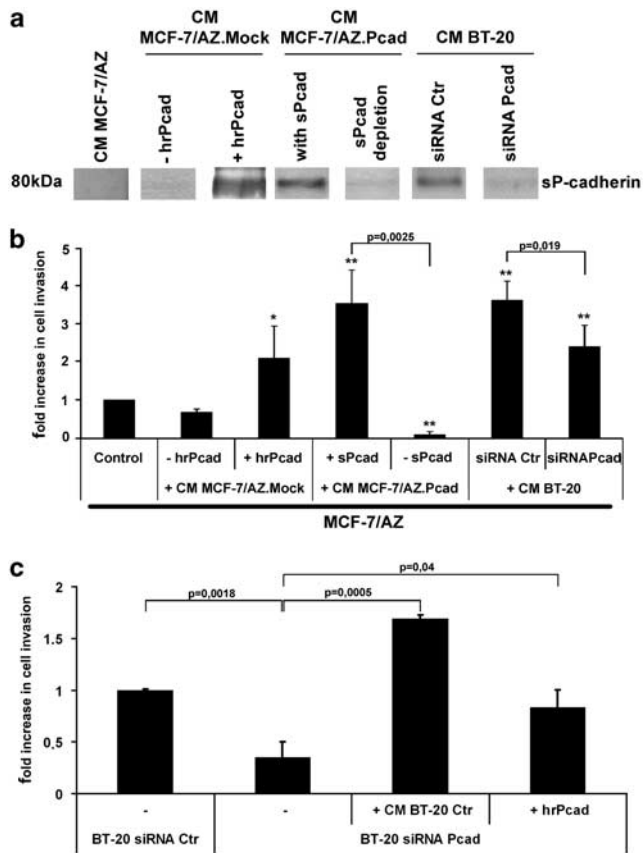 a
CM MCF-7/AZ
CM
MCF-7/AZ.Mock
- hrPcad
+ hrPcad
CM
MCF-7/AZ.Pcad
with sPcad
sPcad
depletion
CM BT-20
siRNA Ctr
siRNA Pcad
80kDa
sP-cadherin
b
fold increase in cell invasion
5
4
3
2
1
0
*
**
p=0,0025
**
**
p=0,019
**
Control
- hrPcad
+ hrPcad
+ sPcad
- sPcad
siRNA Ctr
siRNAPcad
+ CM MCF-7/AZ.Mock
+ CM MCF-7/AZ.Pcad
+ CM BT-20
MCF-7/AZ
c
fold increase in cell invasion
2
1.5
1
0.5
0
p=0,04
p=0,0018
p=0,0005
-
-
+ CM BT-20 Ctr
+ hrPcad
BT-20 siRNA Ctr
BT-20 siRNA Pcad